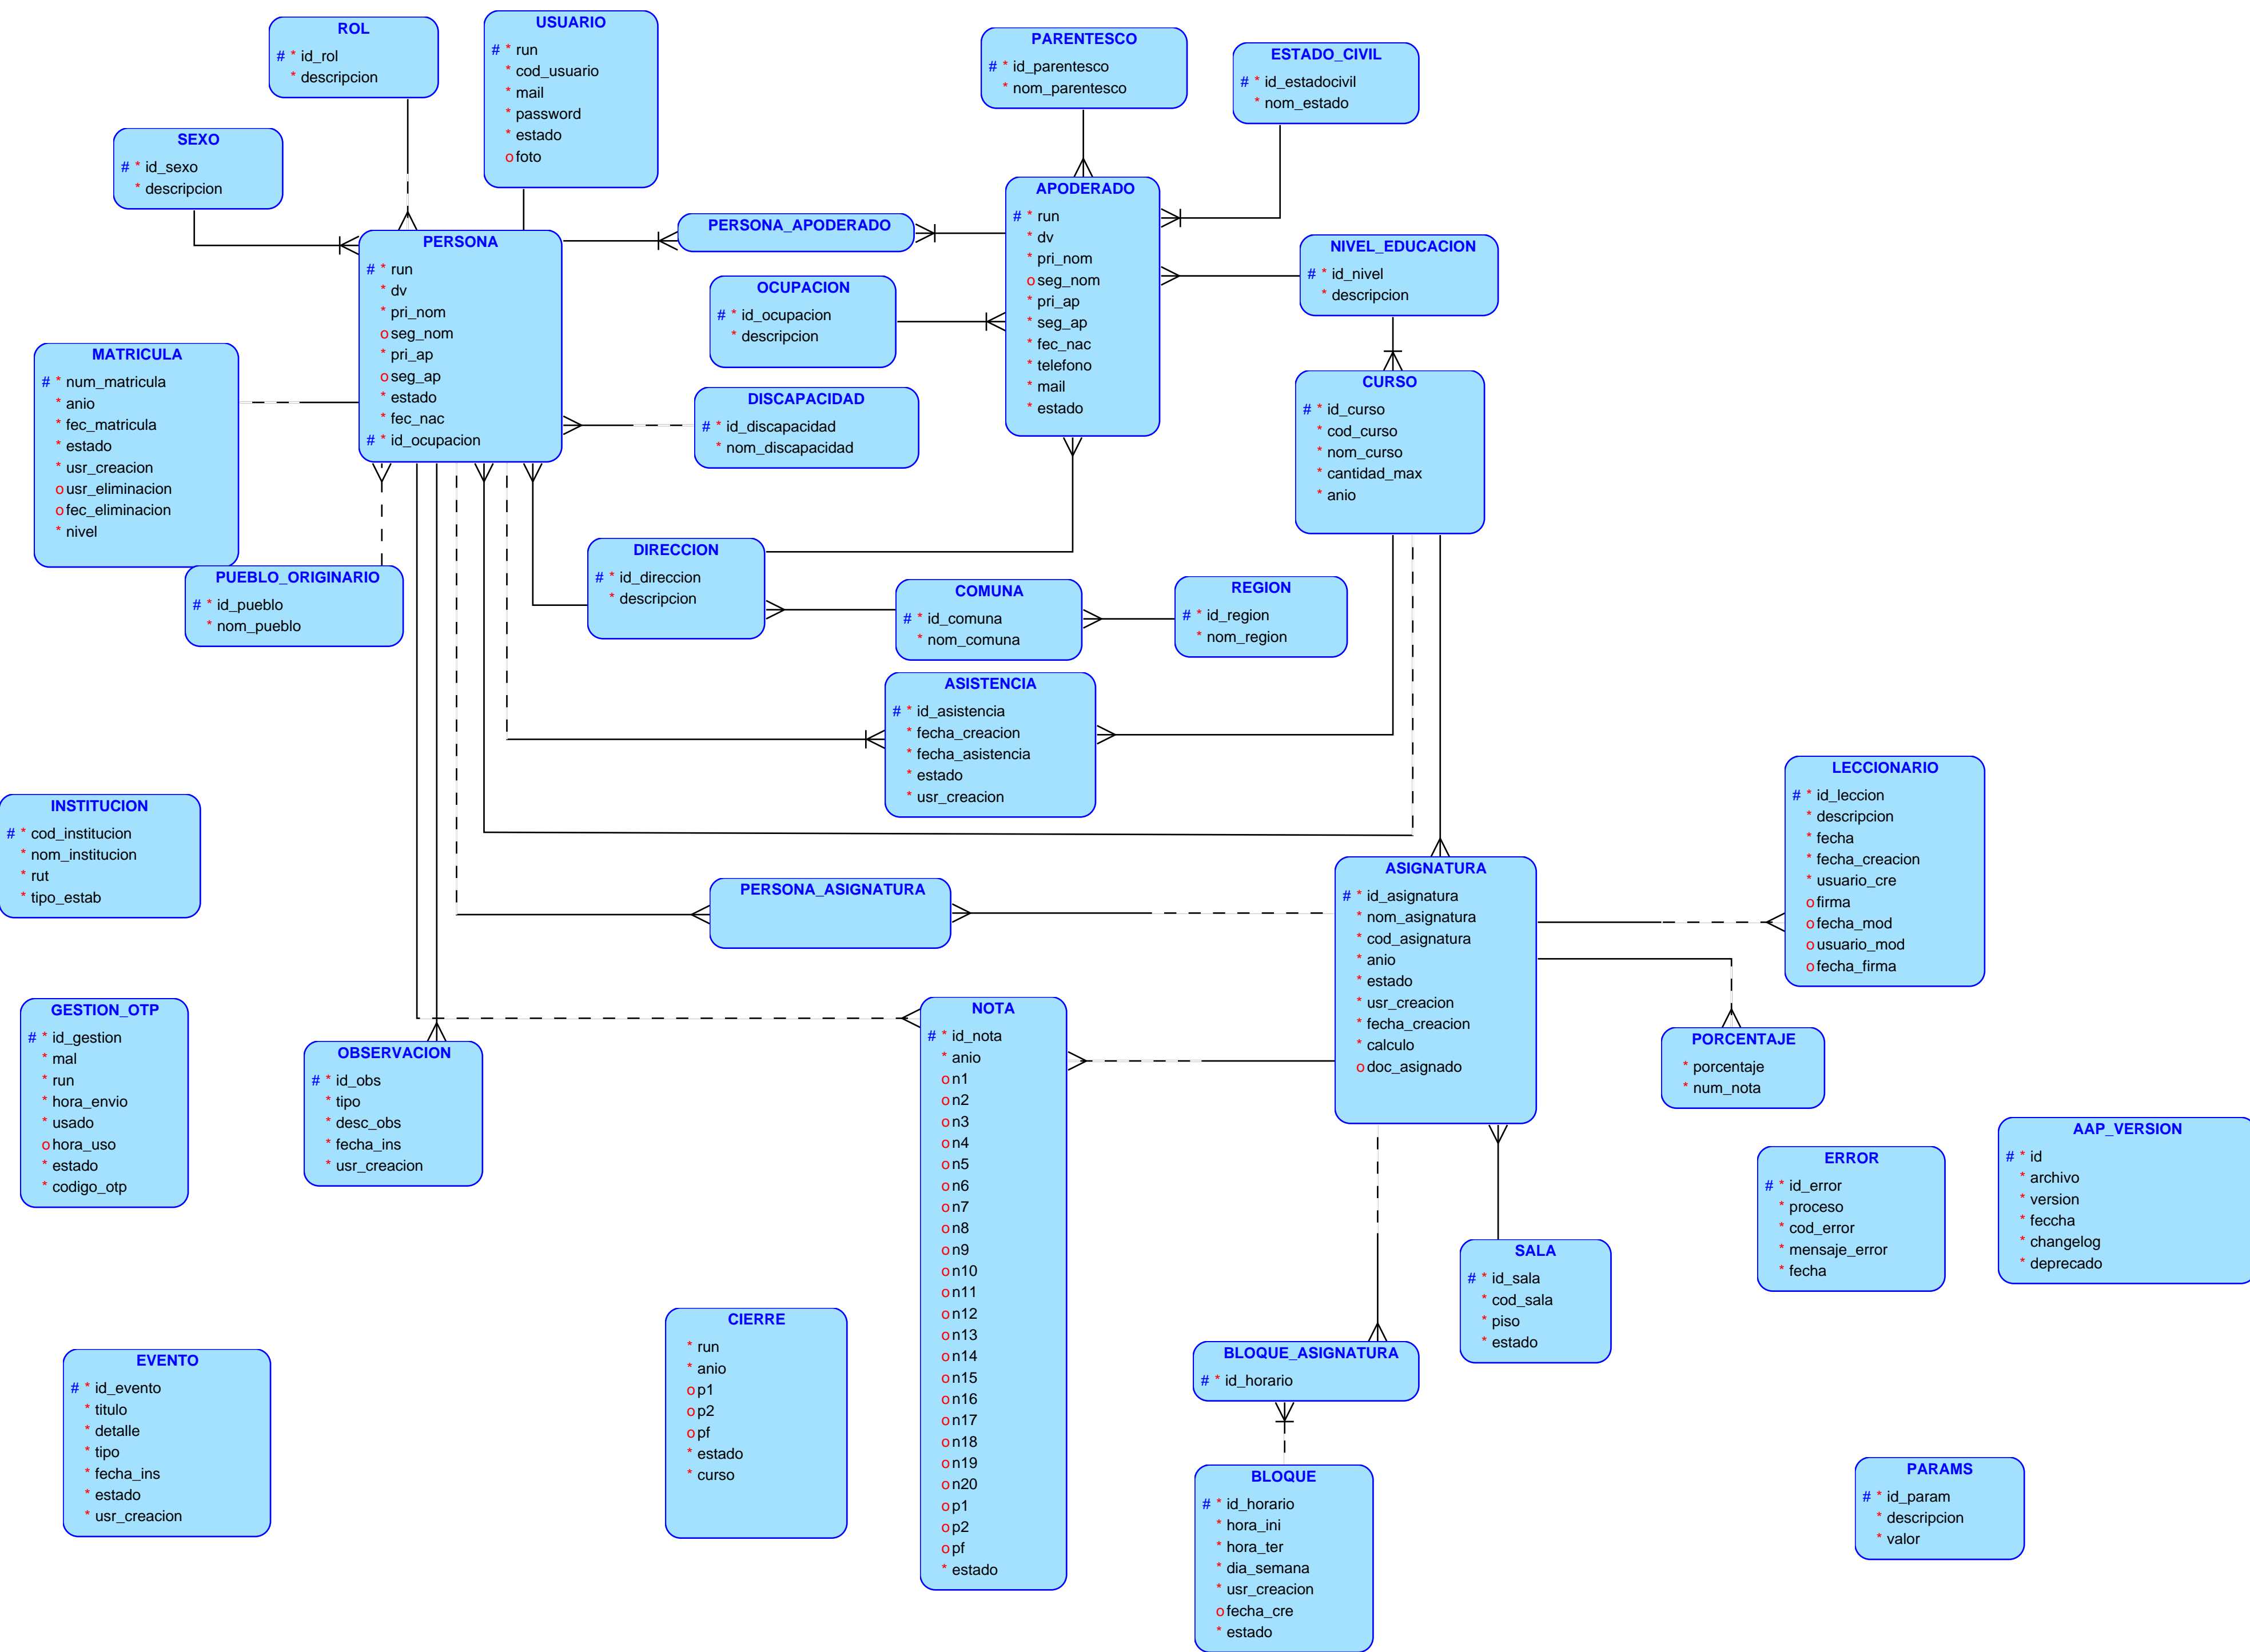 ROL
# * id_rol
* descripcion
USUARIO
# * run
* cod_usuario
* mail
* password
* estado
o foto
PARENTESCO
# * id_parentesco
* nom_parentesco
ESTADO_CIVIL
# * id_estadocivil
* nom_estado
SEXO
# * id_sexo
* descripcion
PERSONA
# * run
* dv
* pri_nom
o seg_nom
* pri_ap
o seg_ap
* estado
* fec_nac
# * id_ocupacion
PERSONA_APODERADO
APODERADO
# * run
* dv
* pri_nom
o seg_nom
* pri_ap
* seg_ap
* fec_nac
* telefono
* mail
* estado
NIVEL_EDUCACION
# * id_nivel
* descripcion
OCUPACION
# * id_ocupacion
* descripcion
MATRICULA
# * num_matricula
* anio
* fec_matricula
* estado
* usr_creacion
o usr_eliminacion
o fec_eliminacion
* nivel
DISCAPACIDAD
# * id_discapacidad
* nom_discapacidad
CURSO
# * id_curso
* cod_curso
* nom_curso
* cantidad_max
* anio
PUEBLO_ORIGINARIO
# * id_pueblo
* nom_pueblo
DIRECCION
# * id_direccion
* descripcion
COMUNA
# * id_comuna
* nom_comuna
REGION
# * id_region
* nom_region
ASISTENCIA
# * id_asistencia
* fecha_creacion
* fecha_asistencia
* estado
* usr_creacion
LECCIONARIO
# * id_leccion
* descripcion
* fecha
* fecha_creacion
* usuario_cre
o firma
o fecha_mod
o usuario_mod
o fecha_firma
INSTITUCION
# * cod_institucion
* nom_institucion
* rut
* tipo_estab
PERSONA_ASIGNATURA
ASIGNATURA
# * id_asignatura
* nom_asignatura
* cod_asignatura
* anio
* estado
* usr_creacion
* fecha_creacion
* calculo
o doc_asignado
GESTION_OTP
# * id_gestion
* mal
* run
* hora_envio
* usado
o hora_uso
* estado
* codigo_otp
OBSERVACION
# * id_obs
* tipo
* desc_obs
* fecha_ins
* usr_creacion
NOTA
# * id_nota
* anio
o n1
o n2
o n3
o n4
o n5
o n6
o n7
o n8
o n9
o n10
o n11
o n12
o n13
o n14
o n15
o n16
o n17
o n18
o n19
o n20
o p1
o p2
o pf
* estado
PORCENTAJE
* porcentaje
* num_nota
AAP_VERSION
# * id
* archivo
* version
* feccha
* changelog
* deprecado
ERROR
# * id_error
* proceso
* cod_error
* mensaje_error
* fecha
SALA
# * id_sala
* cod_sala
* piso
* estado
CIERRE
* run
* anio
o p1
o p2
o pf
* estado
* curso
BLOQUE_ASIGNATURA
# * id_horario
EVENTO
# * id_evento
* titulo
* detalle
* tipo
* fecha_ins
* estado
* usr_creacion
BLOQUE
# * id_horario
* hora_ini
* hora_ter
* dia_semana
* usr_creacion
o fecha_cre
* estado
PARAMS
# * id_param
* descripcion
* valor